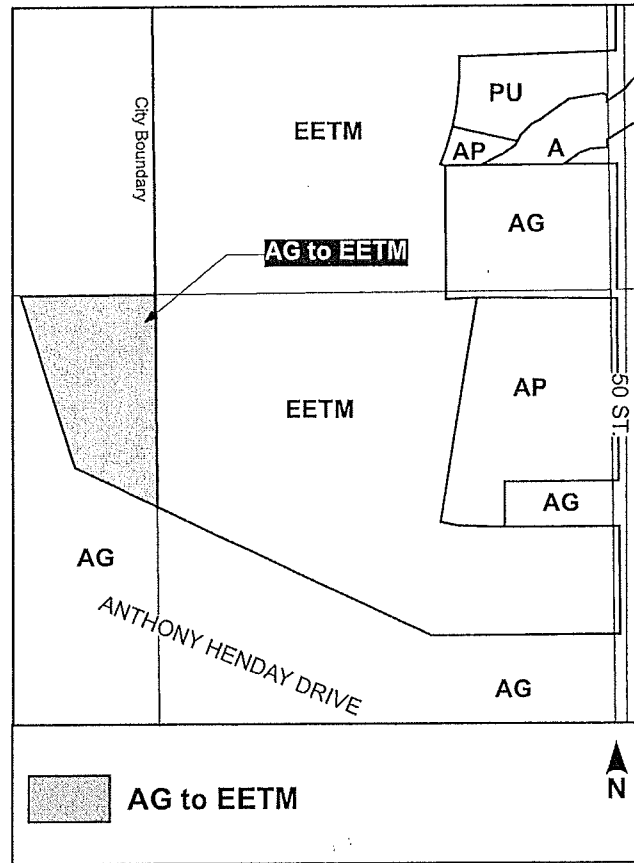 PU
City Boundary
EETM
AP
A
AG
AG to EETM
50 ST.
AP
EETM
AG
AG
ANTHONY HENDAY DRIVE
AG
AG to EETM
N